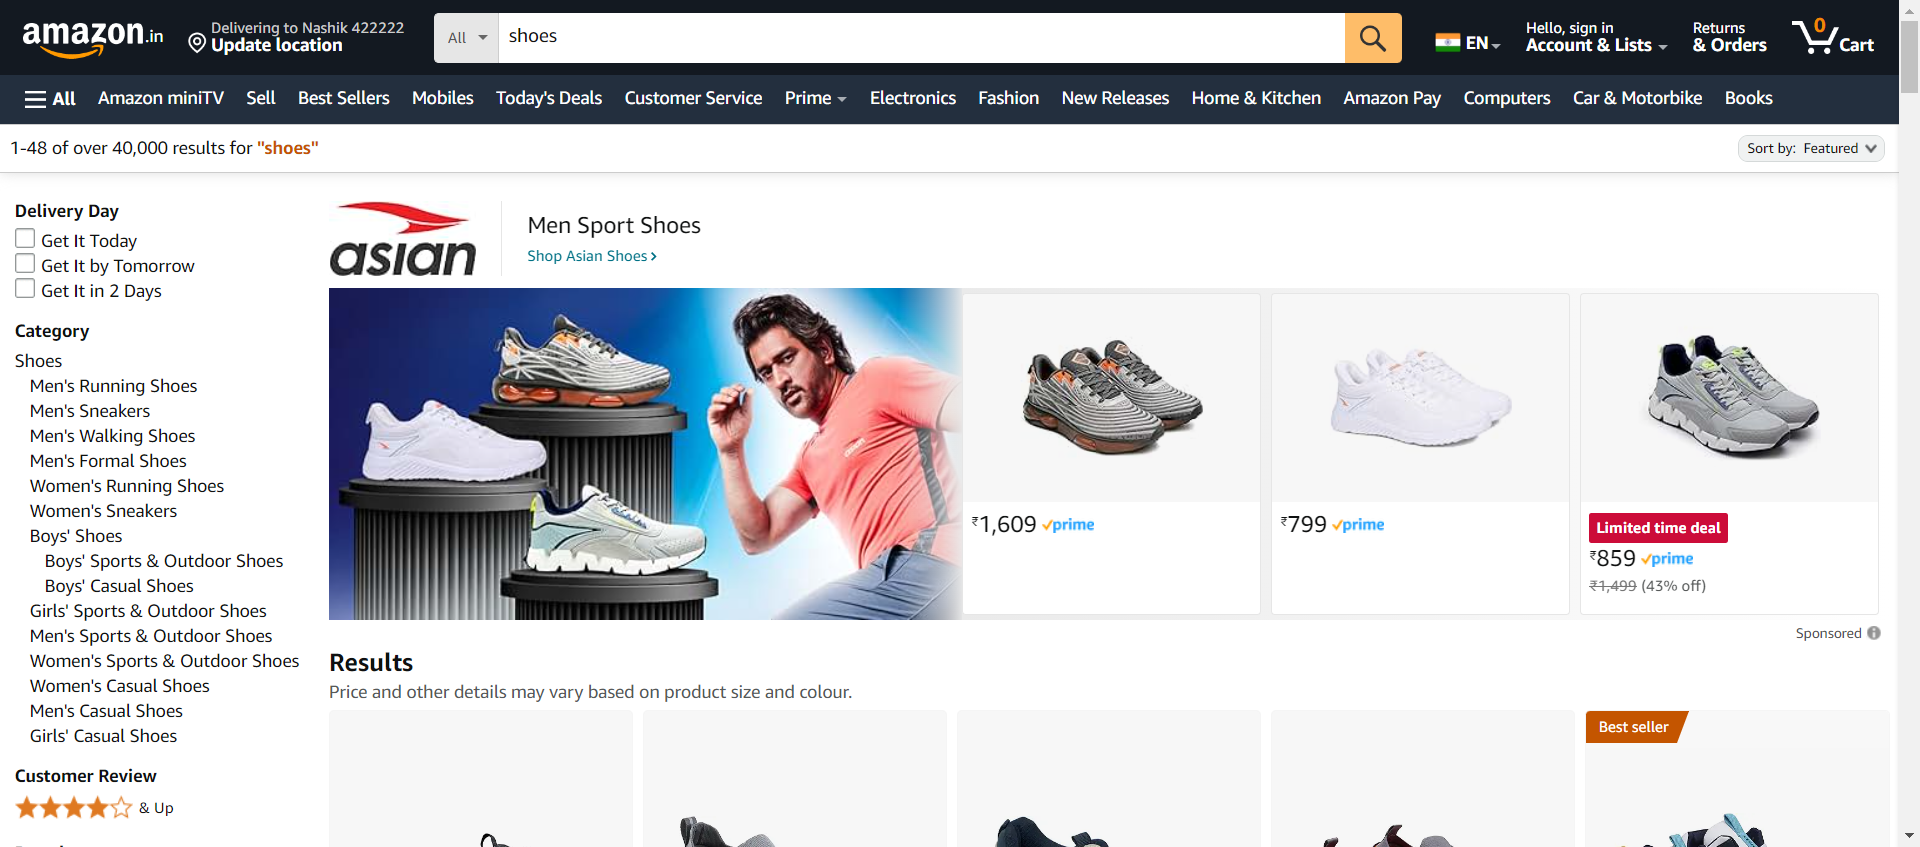 amazon.in
Delivering to Nashik 422222
Update location
All
shoes
EN
Hello, sign in
Account & Lists
Returns
& Orders
0
Cart
All
Amazon miniTV
Sell
Best Sellers
Mobiles
Today's Deals
Customer Service
Prime
Electronics
Fashion
New Releases
Home & Kitchen
Amazon Pay
Computers
Car & Motorbike
Books
1-48 of over 40,000 results for "shoes"
Sort by: Featured
Delivery Day
Get It Today
Get It by Tomorrow
Get It in 2 Days
Category
Shoes
Men's Running Shoes
Men's Sneakers
Men's Walking Shoes
Men's Formal Shoes
Women's Running Shoes
Women's Sneakers
Boys' Shoes
Boys' Sports & Outdoor Shoes
Boys' Casual Shoes
Girls' Sports & Outdoor Shoes
Men's Sports & Outdoor Shoes
Women's Sports & Outdoor Shoes
Women's Casual Shoes
Men's Casual Shoes
Girls' Casual Shoes
Customer Review
& Up
asian
Men Sport Shoes
Shop Asian Shoes ›
₹1,609 prime
₹799 prime
Limited time deal
₹859 prime
₹1,499 (43% off)
Sponsored
Results
Price and other details may vary based on product size and colour.
Best seller